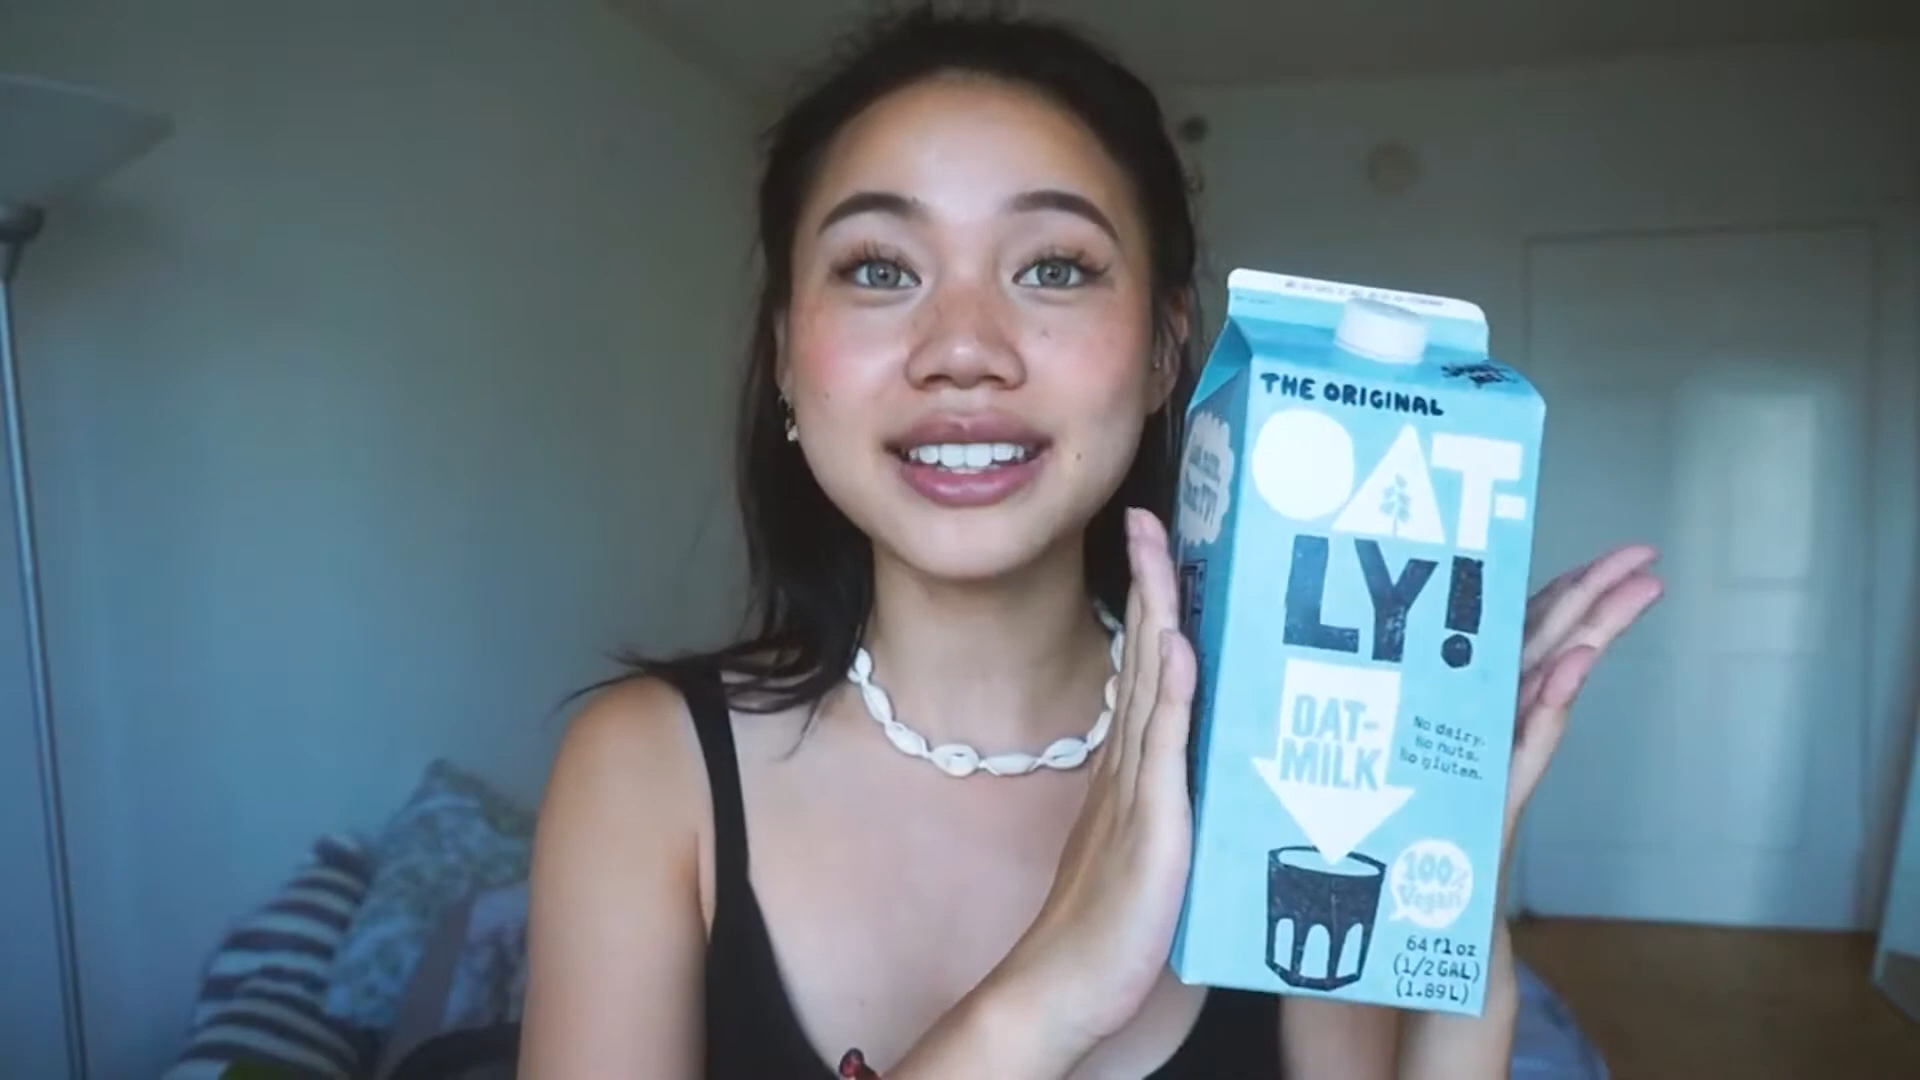 THE ORIGINAL
OAT-
LY!
OAT-
MILK
No dairy.
No nuts.
No gluten.
100%
Vegan
64 fl oz
(1/2 GAL)
(1.89L)